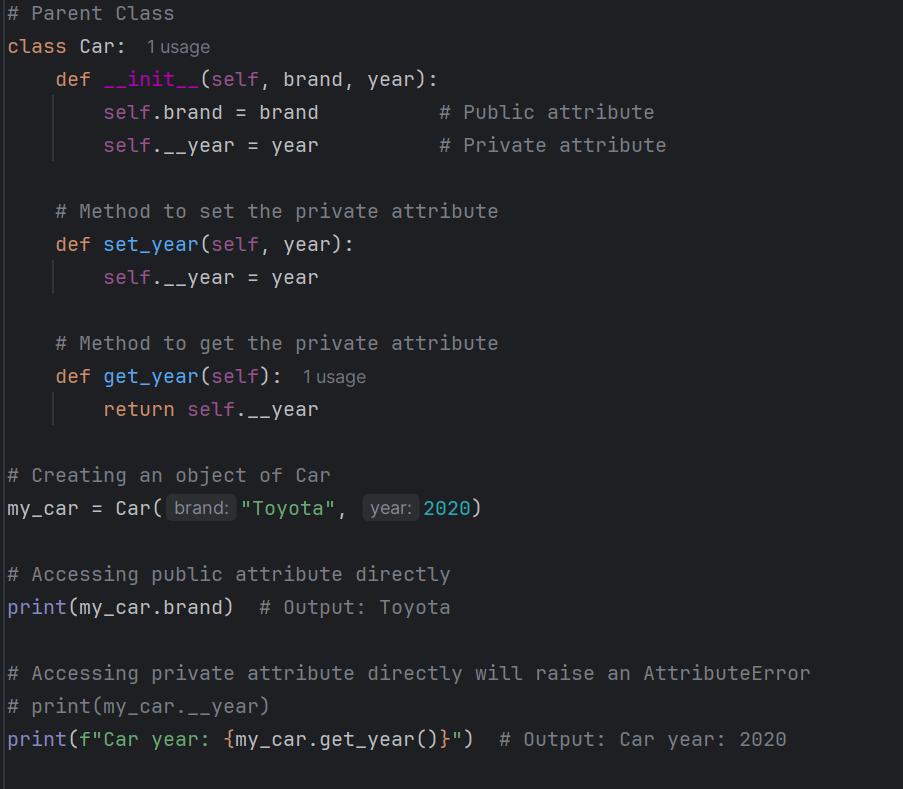 # Parent Class
class Car: 1 usage
    def __init__(self, brand, year):
        self.brand = brand          # Public attribute
        self.__year = year          # Private attribute

    # Method to set the private attribute
    def set_year(self, year):
        self.__year = year

    # Method to get the private attribute
    def get_year(self): 1 usage
        return self.__year

# Creating an object of Car
my_car = Car( brand: "Toyota", year: 2020)

# Accessing public attribute directly
print(my_car.brand)  # Output: Toyota

# Accessing private attribute directly will raise an AttributeError
# print(my_car.__year)
print(f"Car year: {my_car.get_year()}")  # Output: Car year: 2020